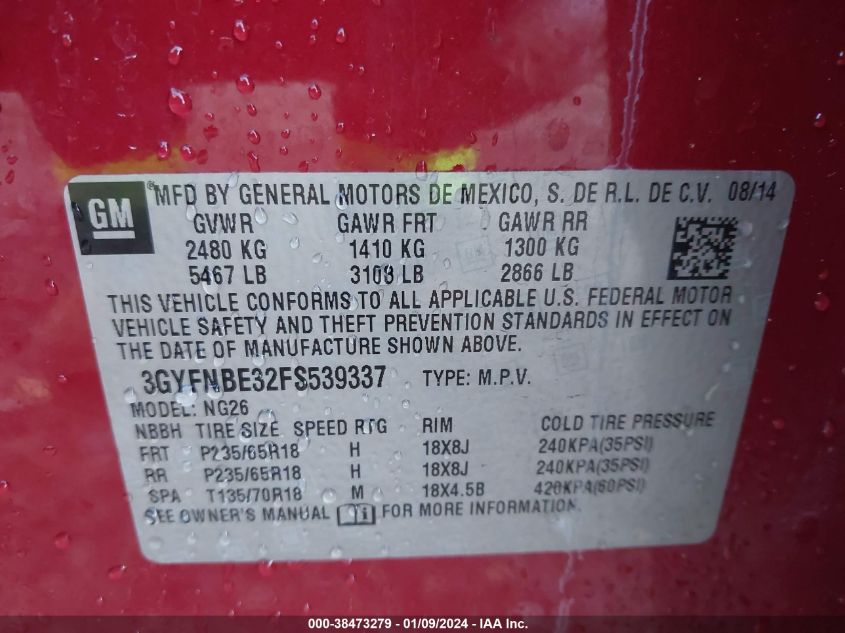 GM
®MFD BY GENERAL MOTORS DE MEXICO, S. DE R.L. DE C.V. 08/14
GVWR GAWR FRT GAWR RR
2480 KG 1410 KG 1300 KG
5467 LB 3108 LB 2866 LB
THIS VEHICLE CONFORMS TO ALL APPLICABLE U.S. FEDERAL MOTOR
VEHICLE SAFETY AND THEFT PREVENTION STANDARDS IN EFFECT ON
THE DATE OF MANUFACTURE SHOWN ABOVE.
3GYFNBE32FS539337 TYPE: M.P.V.
MODEL: NG26
NBBH TIRE SIZE SPEED RTG RIM COLD TIRE PRESSURE
FRT P235/65R18 H 18X8J 240KPA(35PSI)
RR P235/65R18 H 18X8J 240KPA(35PSI)
SPA T135/70R18 M 18X4.5B 420KPA(60PSI)
SEE OWNER'S MANUAL i FOR MORE INFORMATION.
000-38473279 - 01/09/2024 - IAA Inc.